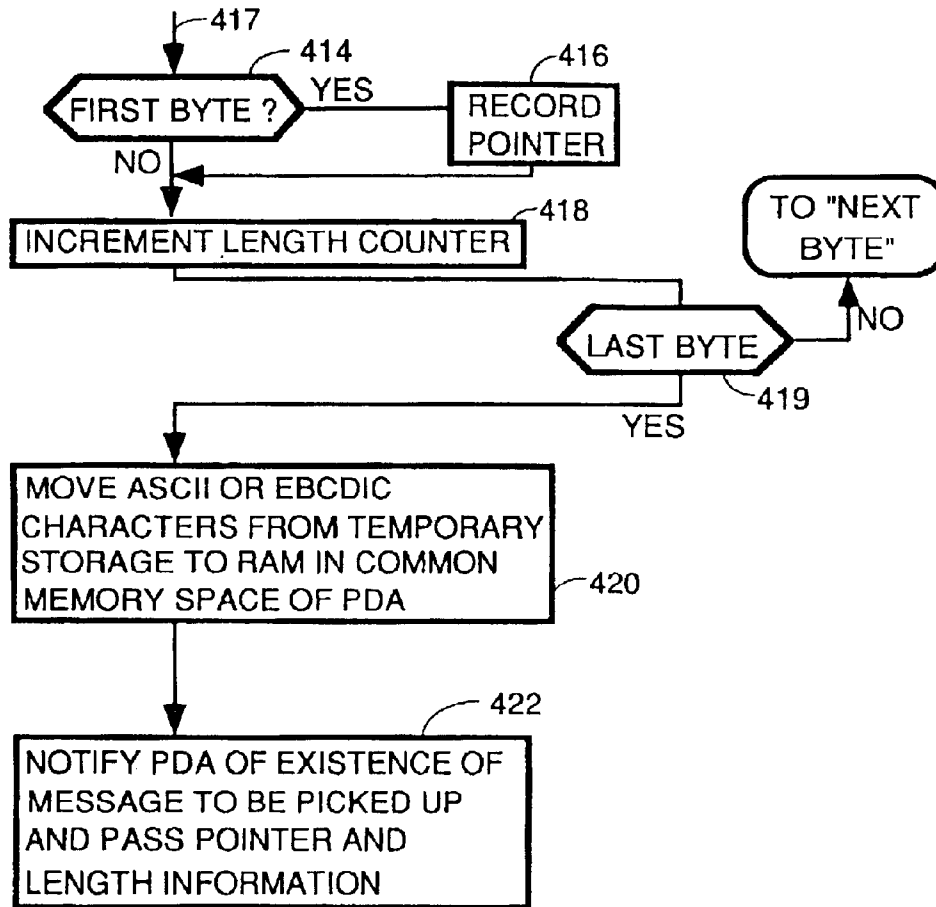 417
414
FIRST BYTE ?
YES
416
RECORD
POINTER
NO
418
INCREMENT LENGTH COUNTER
TO "NEXT
BYTE"
NO
LAST BYTE
419
YES
MOVE ASCII OR EBCDIC
CHARACTERS FROM TEMPORARY
STORAGE TO RAM IN COMMON
MEMORY SPACE OF PDA
420
422
NOTIFY PDA OF EXISTENCE OF
MESSAGE TO BE PICKED UP
AND PASS POINTER AND
LENGTH INFORMATION